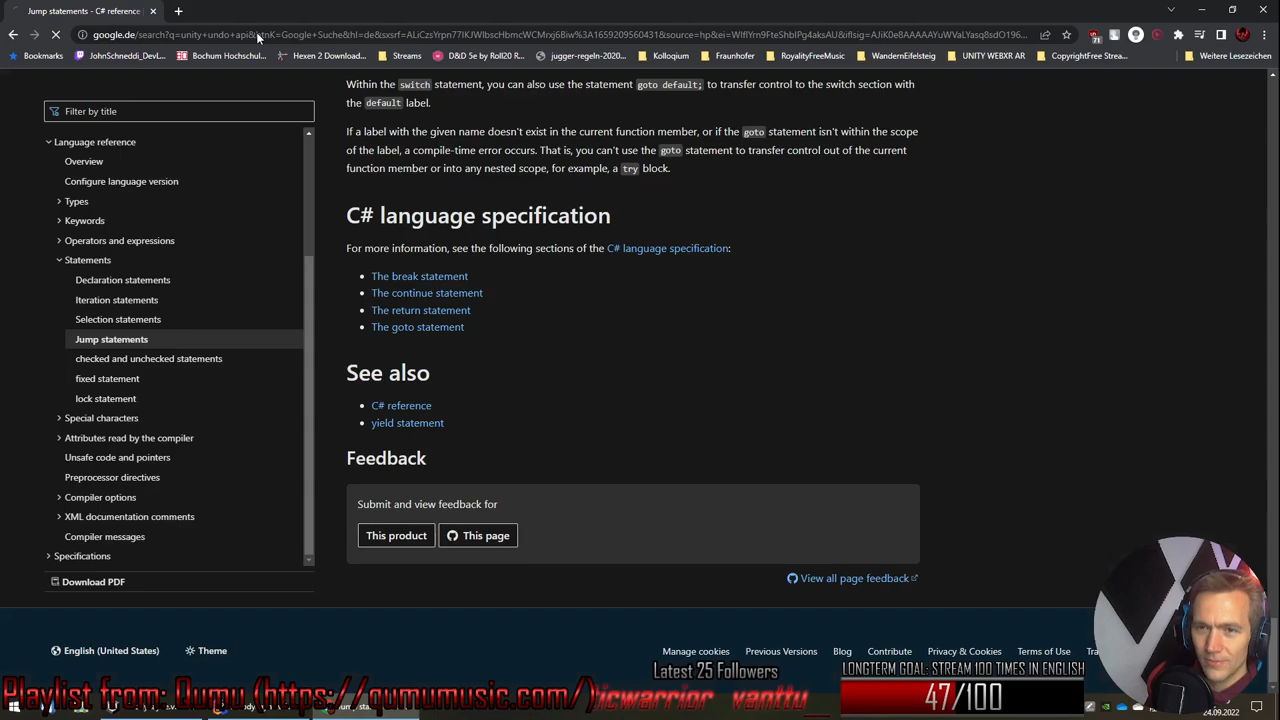 Jump statements - C# reference
google.de/search?q=unity+undo+api&btnK=Google+Suche&hl=de&sxsrf=
Bookmarks JohnSchneddi_Dev(... Bochum Hochschul... Hexen 2 Download... Streams D&D 5e by Roll20 R... jugger-regeln-2020... Kolloqium Fraunhofer RoyalityFreeMusic WandernEifelsteig UNITY WEBXR AR CopyrightFree Strea... Weitere Lesezeichen
Within the switch statement, you can also use the statement goto default; to transfer control to the switch section with
the default label.
If a label with the given name doesn't exist in the current function member, or if the goto statement isn't within the scope
of the label, a compile-time error occurs. That is, you can't use the goto statement to transfer control out of the current
function member or into any nested scope, for example, a try block.
C# language specification
For more information, see the following sections of the C# language specification:
The break statement
The continue statement
The return statement
The goto statement
See also
C# reference
yield statement
Feedback
Submit and view feedback for
This product This page
View all page feedback
Filter by title
Language reference
Overview
Configure language version
Types
Keywords
Operators and expressions
Statements
Declaration statements
Iteration statements
Selection statements
Jump statements
checked and unchecked statements
fixed statement
lock statement
Special characters
Attributes read by the compiler
Unsafe code and pointers
Preprocessor directives
Compiler options
XML documentation comments
Compiler messages
Specifications
Download PDF
English (United States) Theme
Manage cookies Previous Versions Blog Contribute Privacy & Cookies Terms of Use
Latest 25 Followers
LONGTERM GOAL: STREAM 100 TIMES IN ENGLISH
Playlist from: Qumu (https://qumumusic.com/)
icwarrior vanttu
47/100
24.09.2022